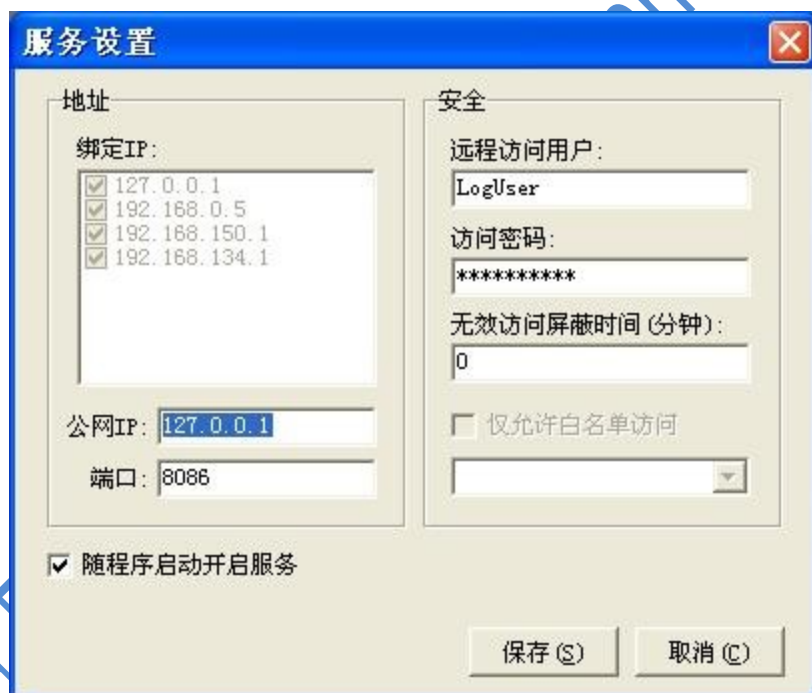 服务设置
地址
绑定IP:
127.0.0.1
192.168.0.5
192.168.150.1
192.168.134.1
公网IP: 127.0.0.1
端口: 8086
安全
远程访问用户:
LogUser
访问密码:
**********
无效访问屏蔽时间(分钟):
0
仅允许白名单访问
随程序启动开启服务
保存(S)
取消(C)